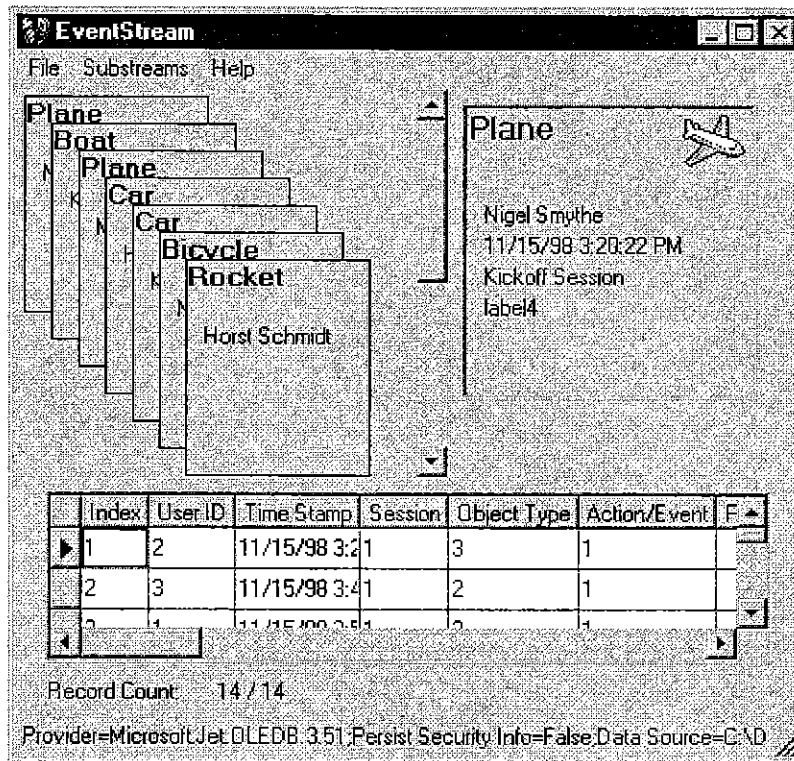 EventStream
File Substreams Help
Plane
Boat
Plane
Car
Car
Bicycle
Rocket
Horst Schmidt
Plane
Nigel Smythe
11/15/98 3:20:22 PM
Kickoff Session
label4
Index User ID Time Stamp Session Object Type Action/Event F
1 2 11/15/98 3:2 1 3 1
2 3 11/15/98 3:4 1 2 1
Record Count: 14 / 14
Provider=Microsoft.Jet.OLEDB.3.51;Persist Security Info=False;Data Source=C:\D